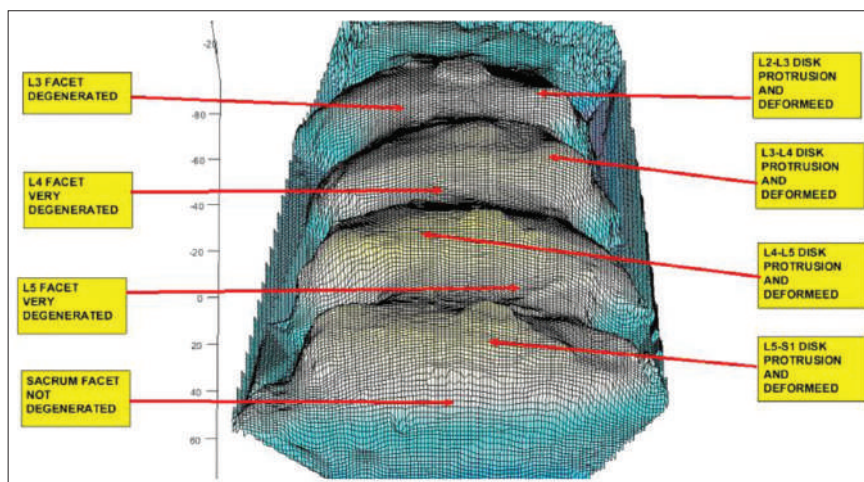 L3 FACET
DEGENERATED
L4 FACET
VERY
DEGENERATED
L5 FACET
VERY
DEGENERATED
SACRUM FACET
NOT
DEGENERATED
-20
-80
-60
-40
-20
0
20
40
60
L2-L3 DISK
PROTRUSION
AND
DEFORMEED
L3-L4 DISK
PROTRUSION
AND
DEFORMEED
L4-L5 DISK
PROTRUSION
AND
DEFORMEED
L5-S1 DISK
PROTRUSION
AND
DEFORMEED